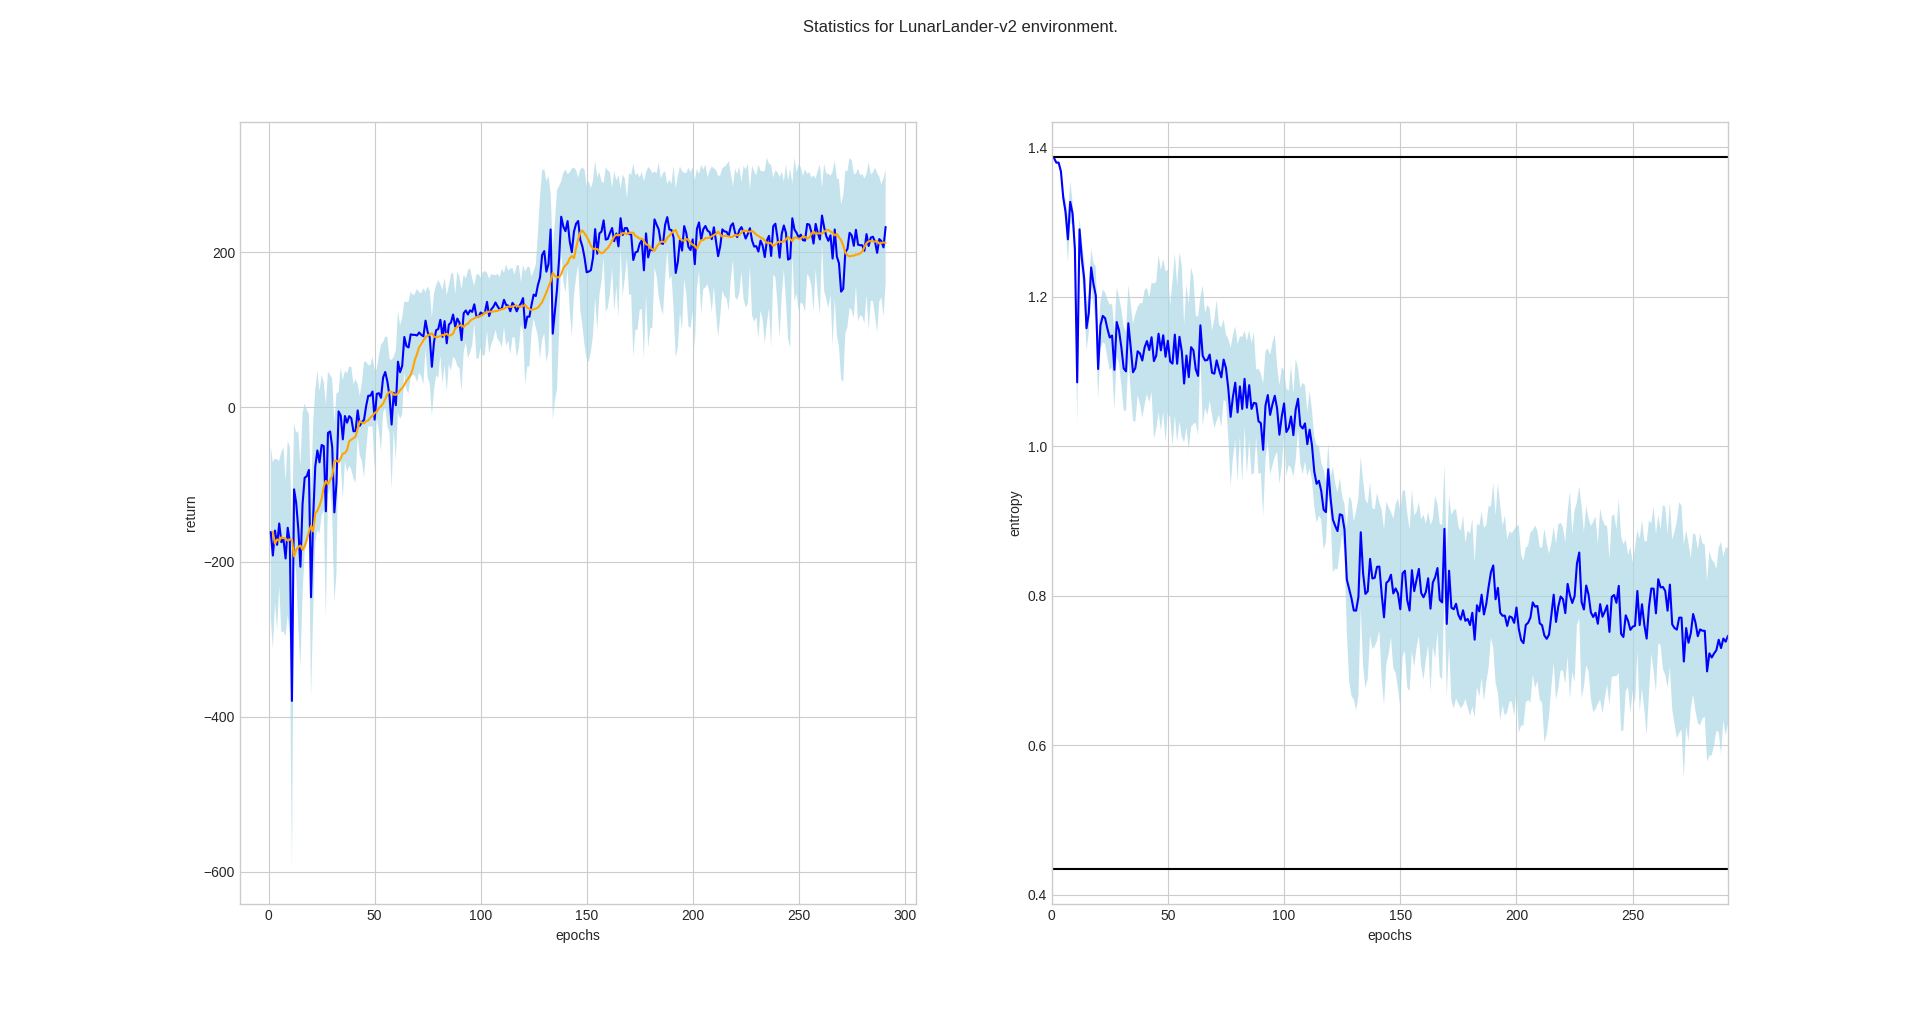 Statistics for LunarLander-v2 environment.
return
200
0
−200
−400
−600
0 50 100 150 200 250 300
epochs
entropy
1.4
1.2
1.0
0.8
0.6
0.4
0 50 100 150 200 250
epochs